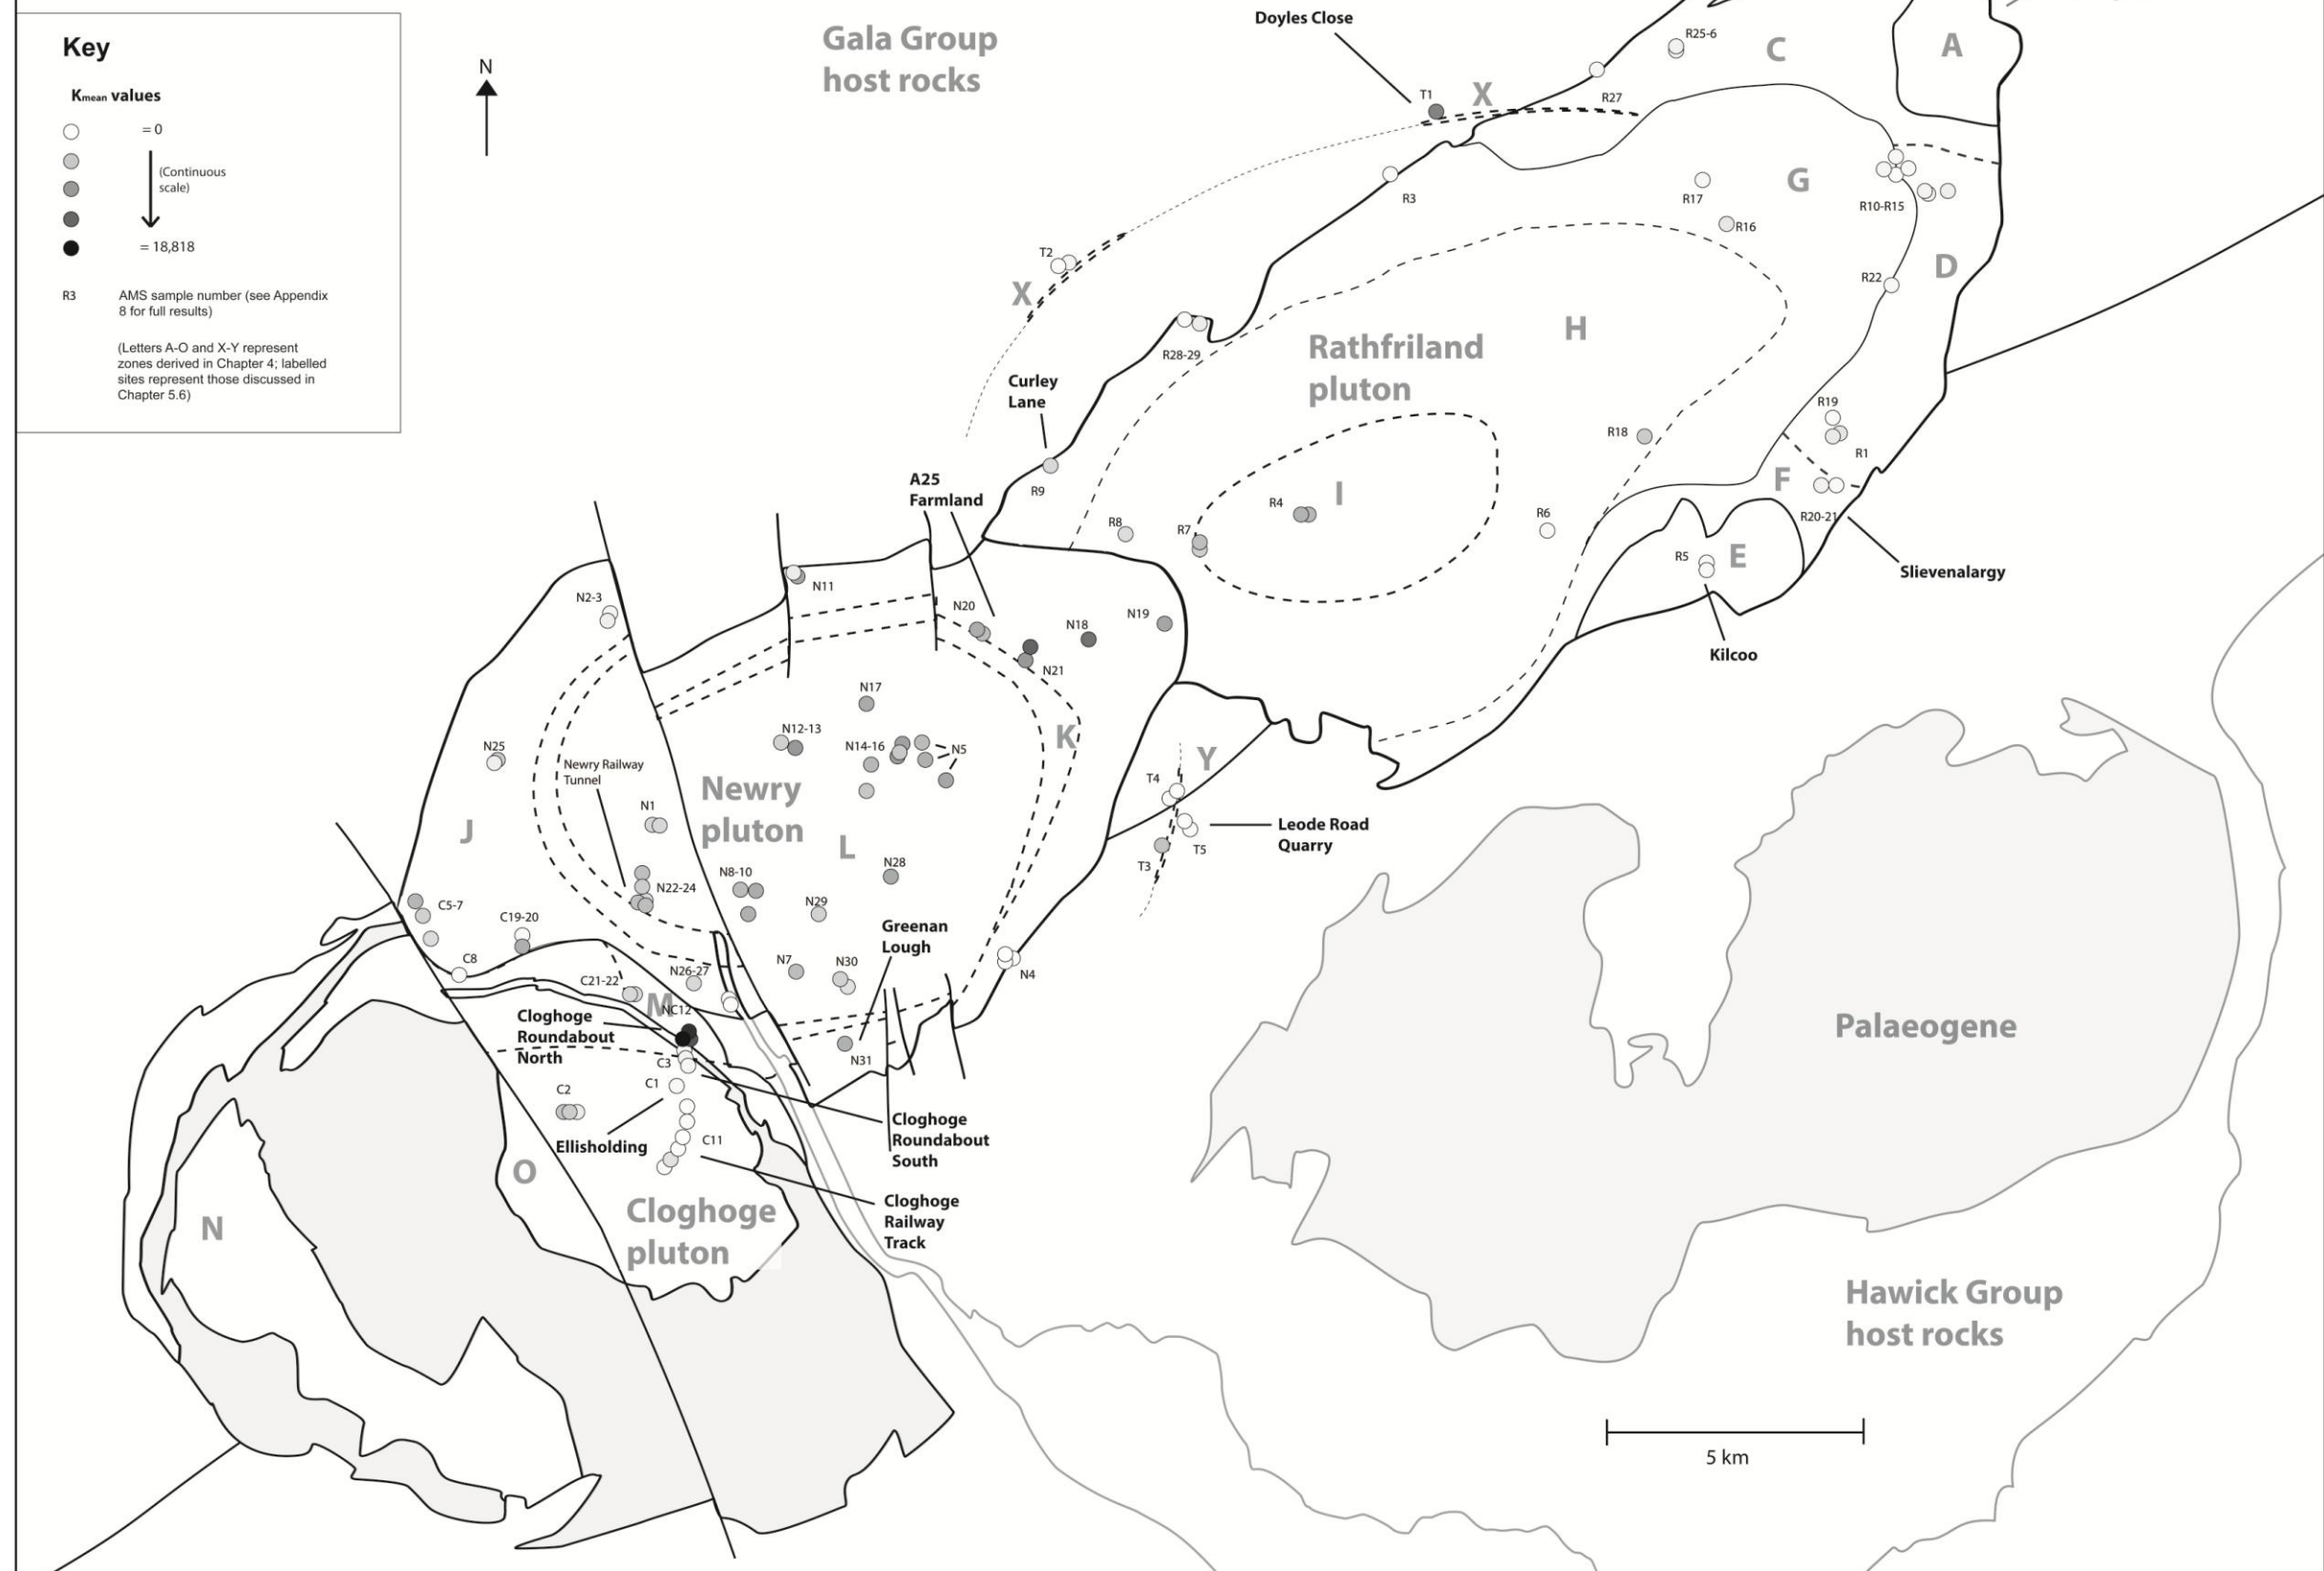 Key
Kmean values
= 0
(Continuous
scale)
= 18,818
R3
AMS sample number (see Appendix
8 for full results)
(Letters A-O and X-Y represent
zones derived in Chapter 4; labelled
sites represent those discussed in
Chapter 5.6)
N
Gala Group
host rocks
Doyles Close
R25-6
C
A
T1
X
R27
R3
R17
G
R10-R15
R16
T2
X
R22
D
H
Rathfriland
pluton
R28-29
Curley
Lane
R19
R18
R1
F
A25
Farmland
R9
R4
I
R8
R7
R6
R20-21
R5
E
Slievenalargy
Kilcoo
N2-3
N11
N20
N18
N19
N21
N17
N12-13
N14-16
N5
K
N25
Newry Railway
Tunnel
Newry
pluton
N1
J
L
T4
Y
Leode Road
Quarry
T5
T3
N28
N8-10
N22-24
N29
C5-7
C19-20
Greenan
Lough
C8
N7
N30
N4
C21-22
N26-27
M
NC12
Cloghoge
Roundabout
North
N31
C3
C1
C2
Cloghoge
Roundabout
South
Ellisholding
C11
O
Cloghoge
pluton
Cloghoge
Railway
Track
N
Palaeogene
Hawick Group
host rocks
5 km